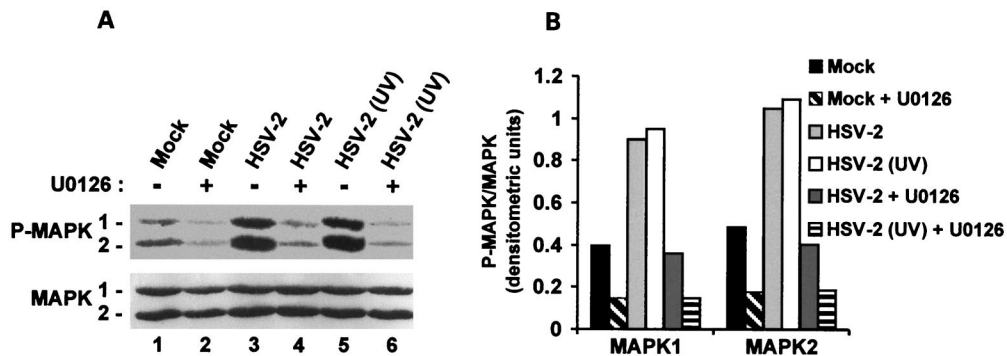 A
Mock
Mock
HSV-2
HSV-2
HSV-2 (UV)
HSV-2 (UV)
U0126 : - + - + - +
P-MAPK 1 -
2 -
MAPK 1 -
2 -
1 2 3 4 5 6
B
P-MAPK/MAPK
(densitometric units)
1.2
1
0.8
0.6
0.4
0.2
0
MAPK1
MAPK2
Mock
Mock + U0126
HSV-2
HSV-2 (UV)
HSV-2 + U0126
HSV-2 (UV) + U0126